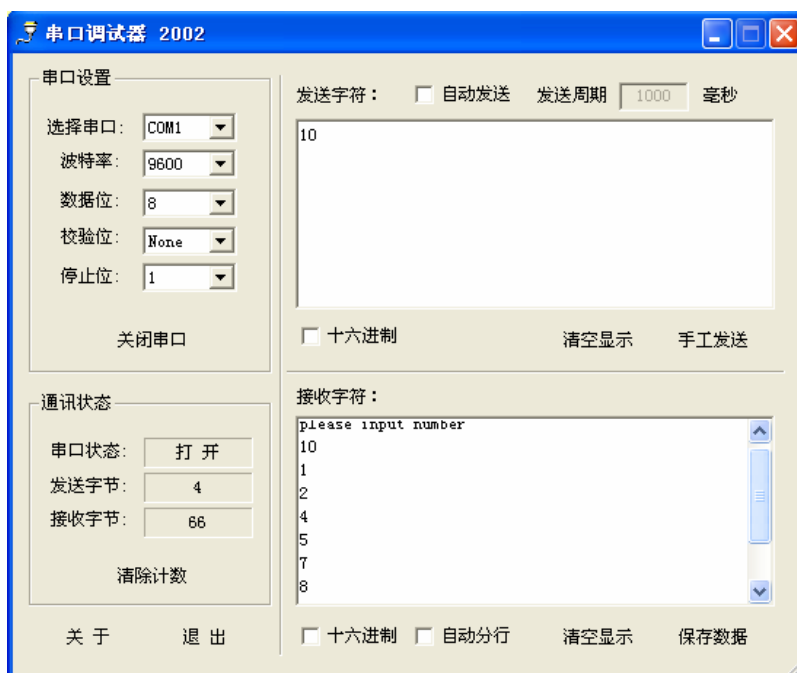 串口调试器 2002
串口设置
选择串口: COM1
波特率: 9600
数据位: 8
校验位: None
停止位: 1
关闭串口
通讯状态
串口状态: 打 开
发送字节: 4
接收字节: 66
清除计数
关 于 退 出
发送字符: 自动发送 发送周期 1000 毫秒
10
十六进制 清空显示 手工发送
接收字符:
please input number
10
1
2
4
5
7
8
十六进制 自动分行 清空显示 保存数据